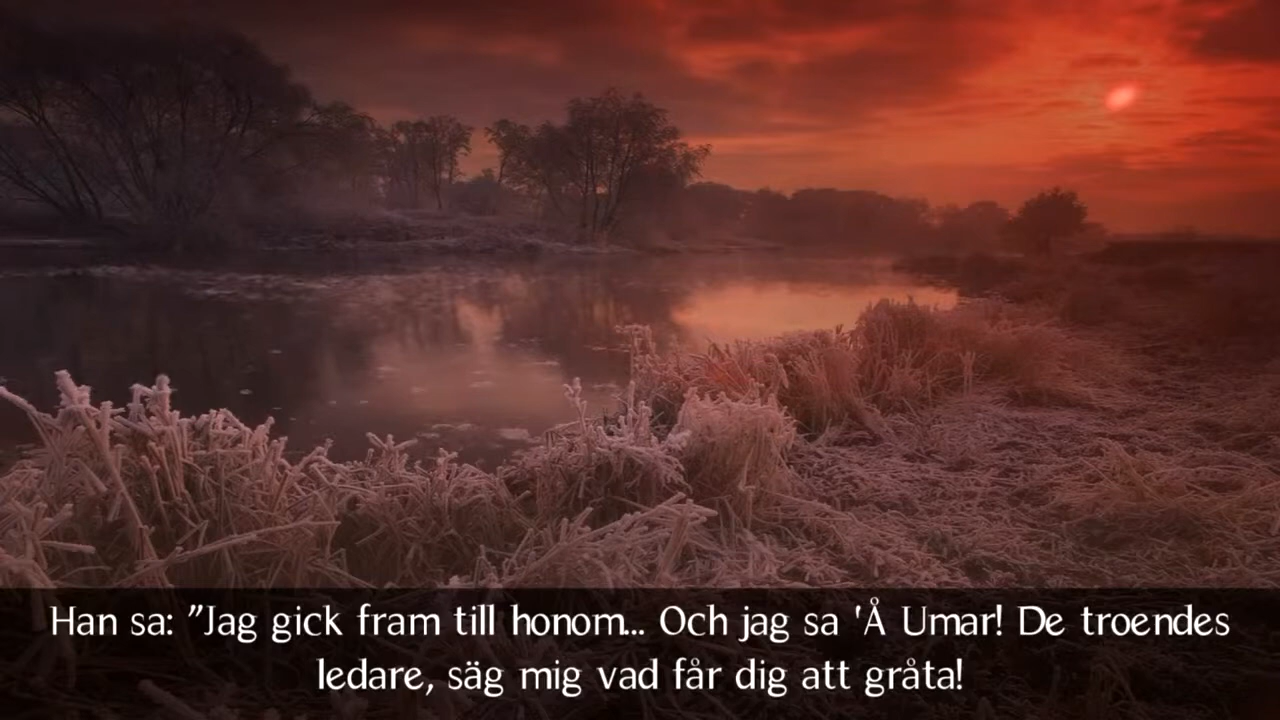 Han sa: ”Jag gick fram till honom... Och jag sa 'Å Umar! De troendes
ledare, säg mig vad får dig att gråta!